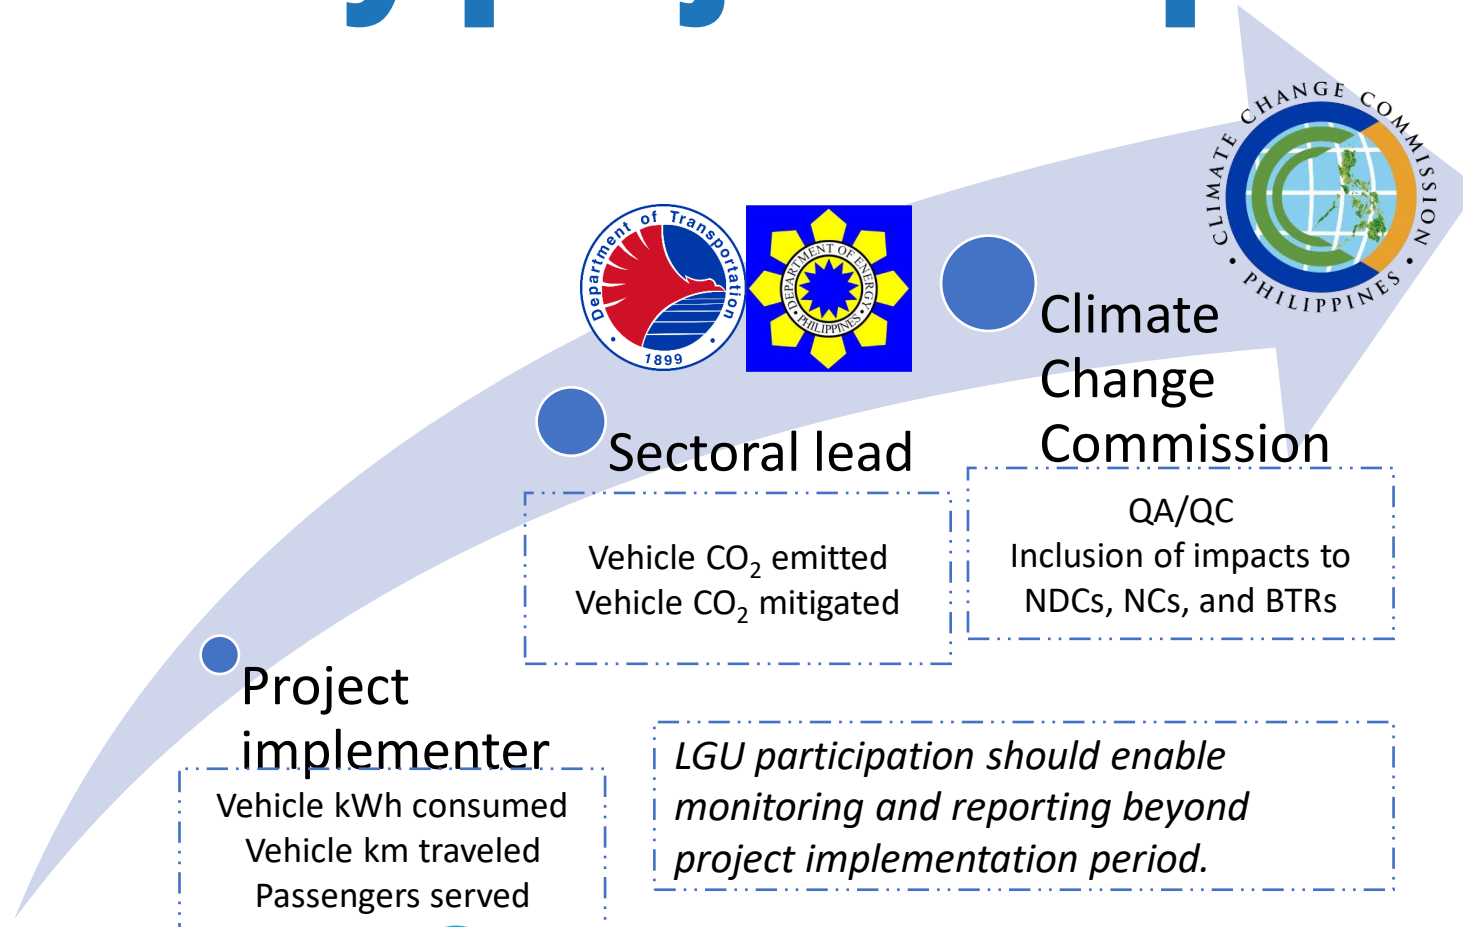 CLIMATE CHANGE COMMISSION
• PHILIPPINES •
Department of Transportation
• 1899 •
DEPARTMENT OF ENERGY
• PHILIPPINES •
Climate
Change
Commission
QA/QC
Inclusion of impacts to
NDCs, NCs, and BTRs
Sectoral lead
Vehicle CO₂ emitted
Vehicle CO₂ mitigated
Project
implementer
Vehicle kWh consumed
Vehicle km traveled
Passengers served
LGU participation should enable
monitoring and reporting beyond
project implementation period.